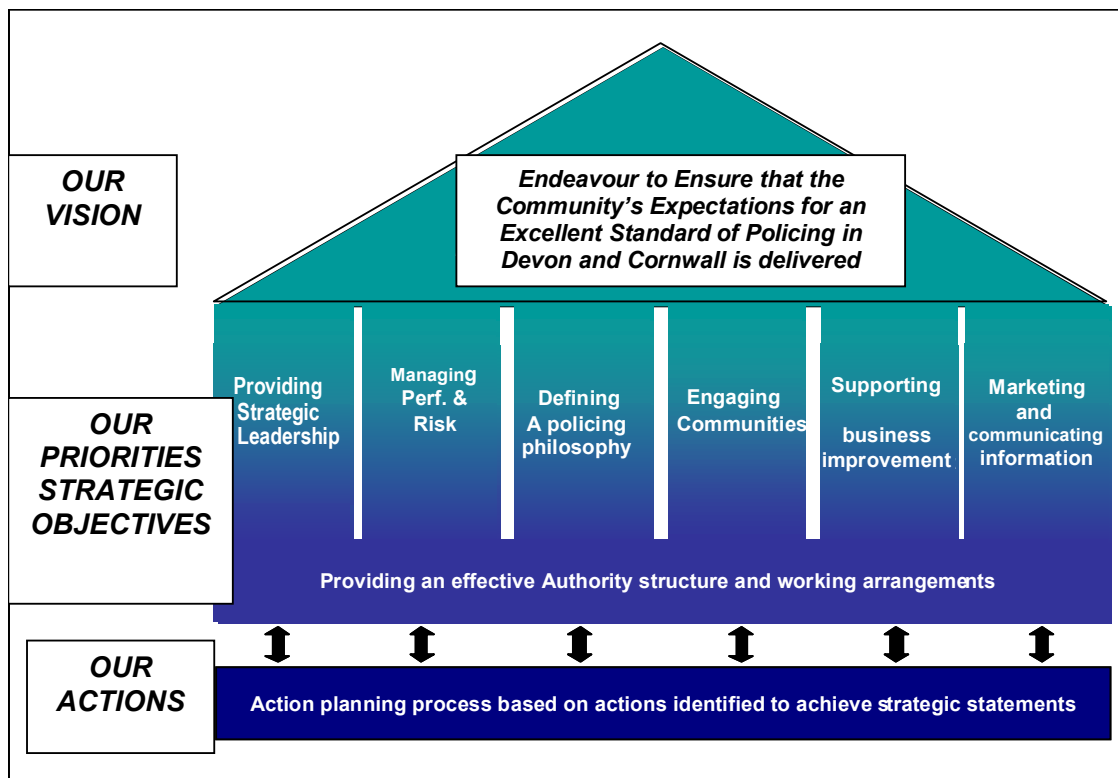 OUR
VISION
Endeavour to Ensure that the
Community's Expectations for an
Excellent Standard of Policing in
Devon and Cornwall is delivered
OUR
PRIORITIES
STRATEGIC
OBJECTIVES
Providing
Strategic
Leadership
Managing
Perf. &
Risk
Defining
A policing
philosophy
Engaging
Communities
Supporting
business
improvement
Marketing
and
communicating
information
Providing an effective Authority structure and working arrangements
OUR
ACTIONS
Action planning process based on actions identified to achieve strategic statements